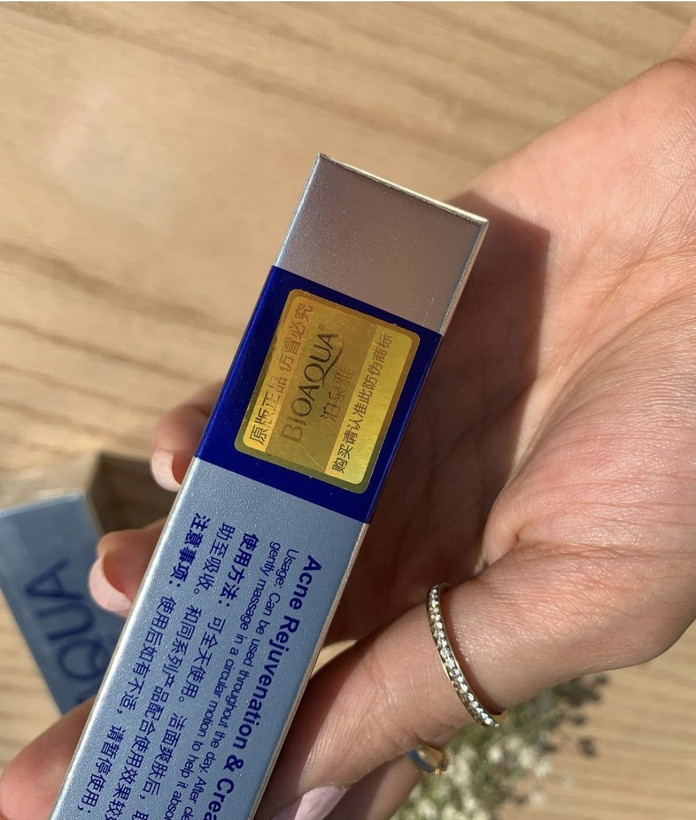 原版正品 仿冒必究
BIOAQUA®
泊泉雅
购买请认准此防伪商标
Acne Rejuvenation & Crea
Usage: Can be used throughout the day. After cle
gently massage in a circular motion to help it absor
使用方法：可全天使用。洁面爽肤后，取
助至吸收。和同系列产品配合使用效果较
注意事项：使用后如有不适，请暂停使用；
QUA